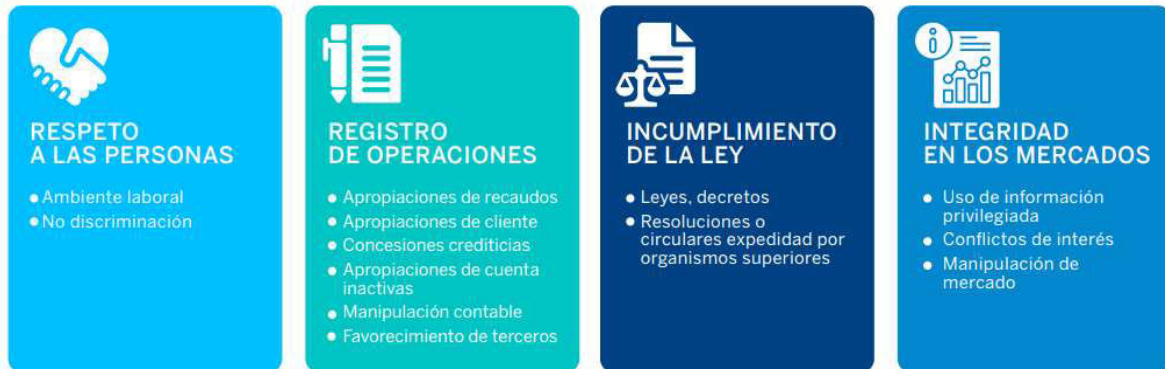 RESPETO
A LAS PERSONAS
• Ambiente laboral
• No discriminación
REGISTRO
DE OPERACIONES
• Apropiaciones de recaudos
• Apropiaciones de cliente
• Concesiones crediticias
• Apropiaciones de cuenta
inactivas
• Manipulación contable
• Favorecimiento de terceros
INCUMPLIMIENTO
DE LA LEY
• Leyes, decretos
• Resoluciones o
circulares expedidad por
organismos superiores
i
INTEGRIDAD
EN LOS MERCADOS
• Uso de información
privilegiada
• Conflictos de interés
• Manipulación de
mercado